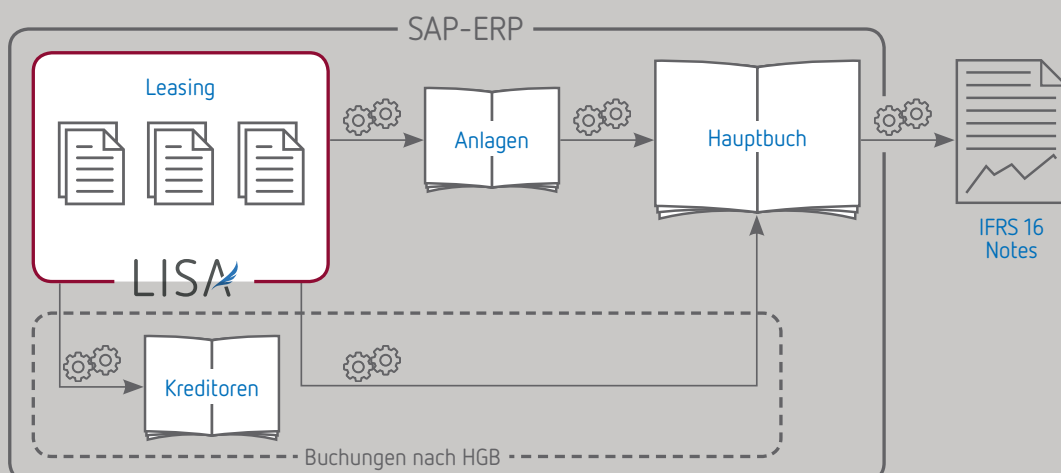 SAP-ERP
Leasing
Anlagen
Hauptbuch
IFRS 16
Notes
LISA
Kreditoren
Buchungen nach HGB